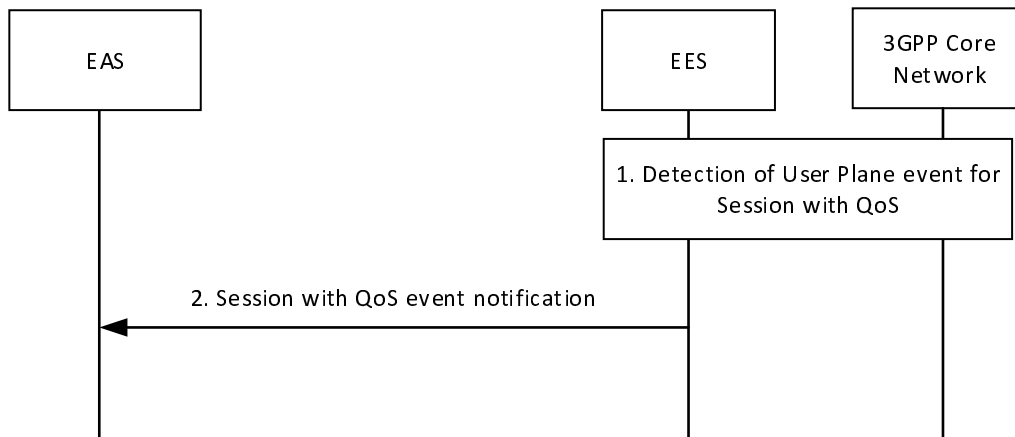 EAS
EES
3GPP Core
Network
1. Detection of User Plane event for
Session with QoS
2. Session with QoS event notification